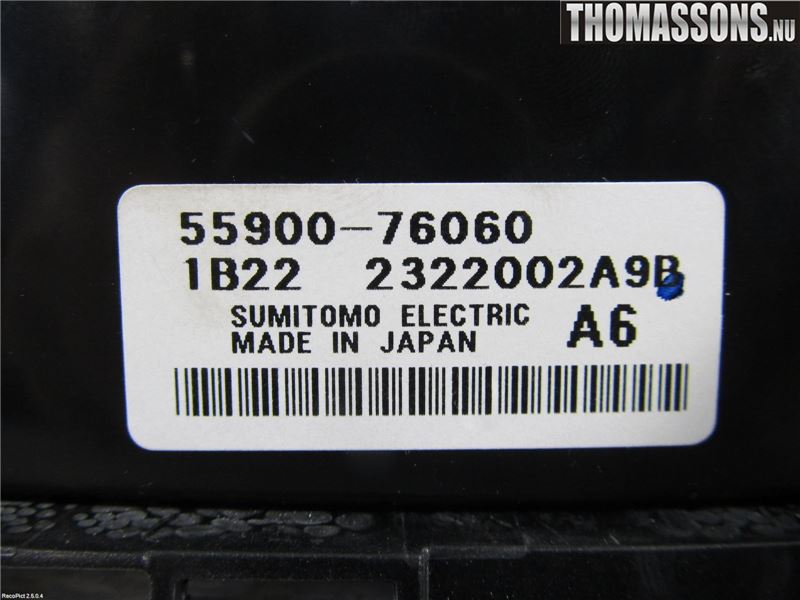 THOMASSONS.NU
55900-76060
1B22 2322002A9B
SUMITOMO ELECTRIC A6
MADE IN JAPAN
RecoPict 2.5.0.4